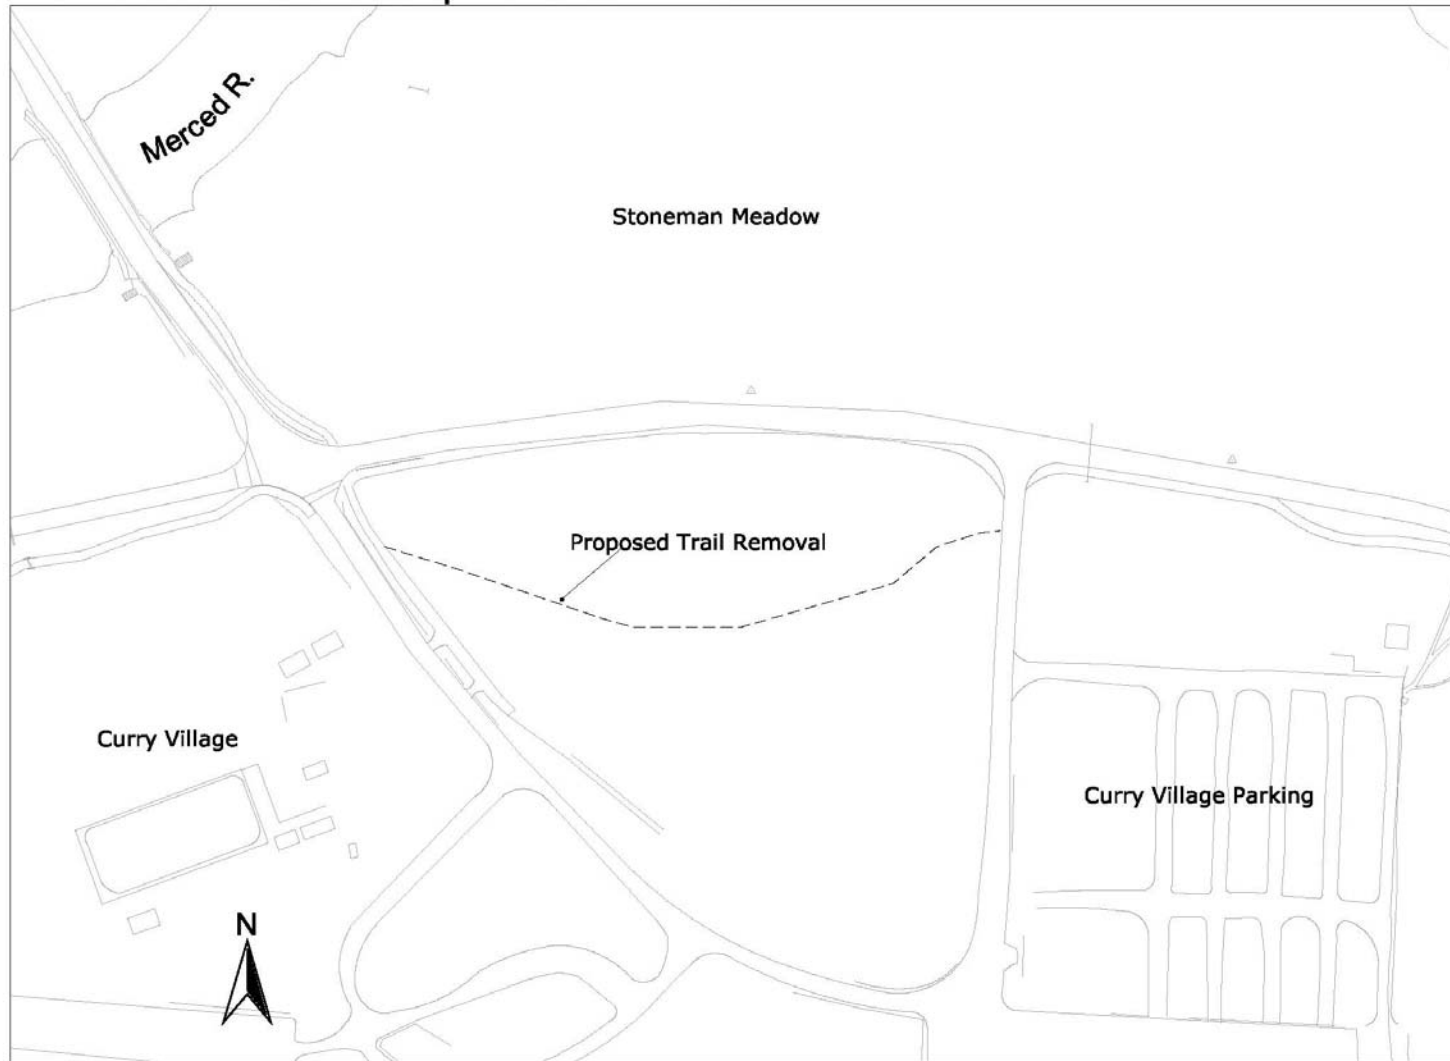 Merced R.
Stoneman Meadow
Proposed Trail Removal
Curry Village
Curry Village Parking
N